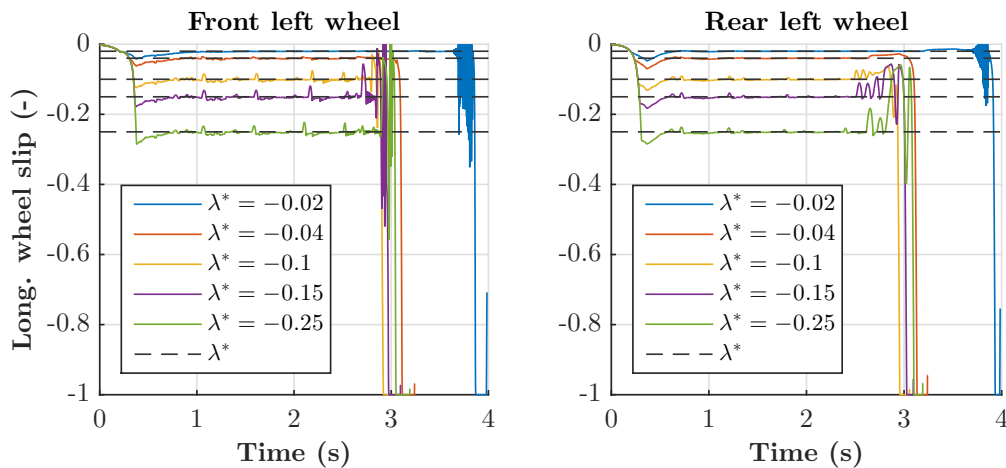 Front left wheel
Long. wheel slip (-)
0
-0.2
-0.4
-0.6
-0.8
-1
λ* = −0.02
λ* = −0.04
λ* = −0.1
λ* = −0.15
λ* = −0.25
λ*
0 1 2 3 4
Time (s)
Rear left wheel
0
-0.2
-0.4
-0.6
-0.8
-1
λ* = −0.02
λ* = −0.04
λ* = −0.1
λ* = −0.15
λ* = −0.25
λ*
0 1 2 3 4
Time (s)